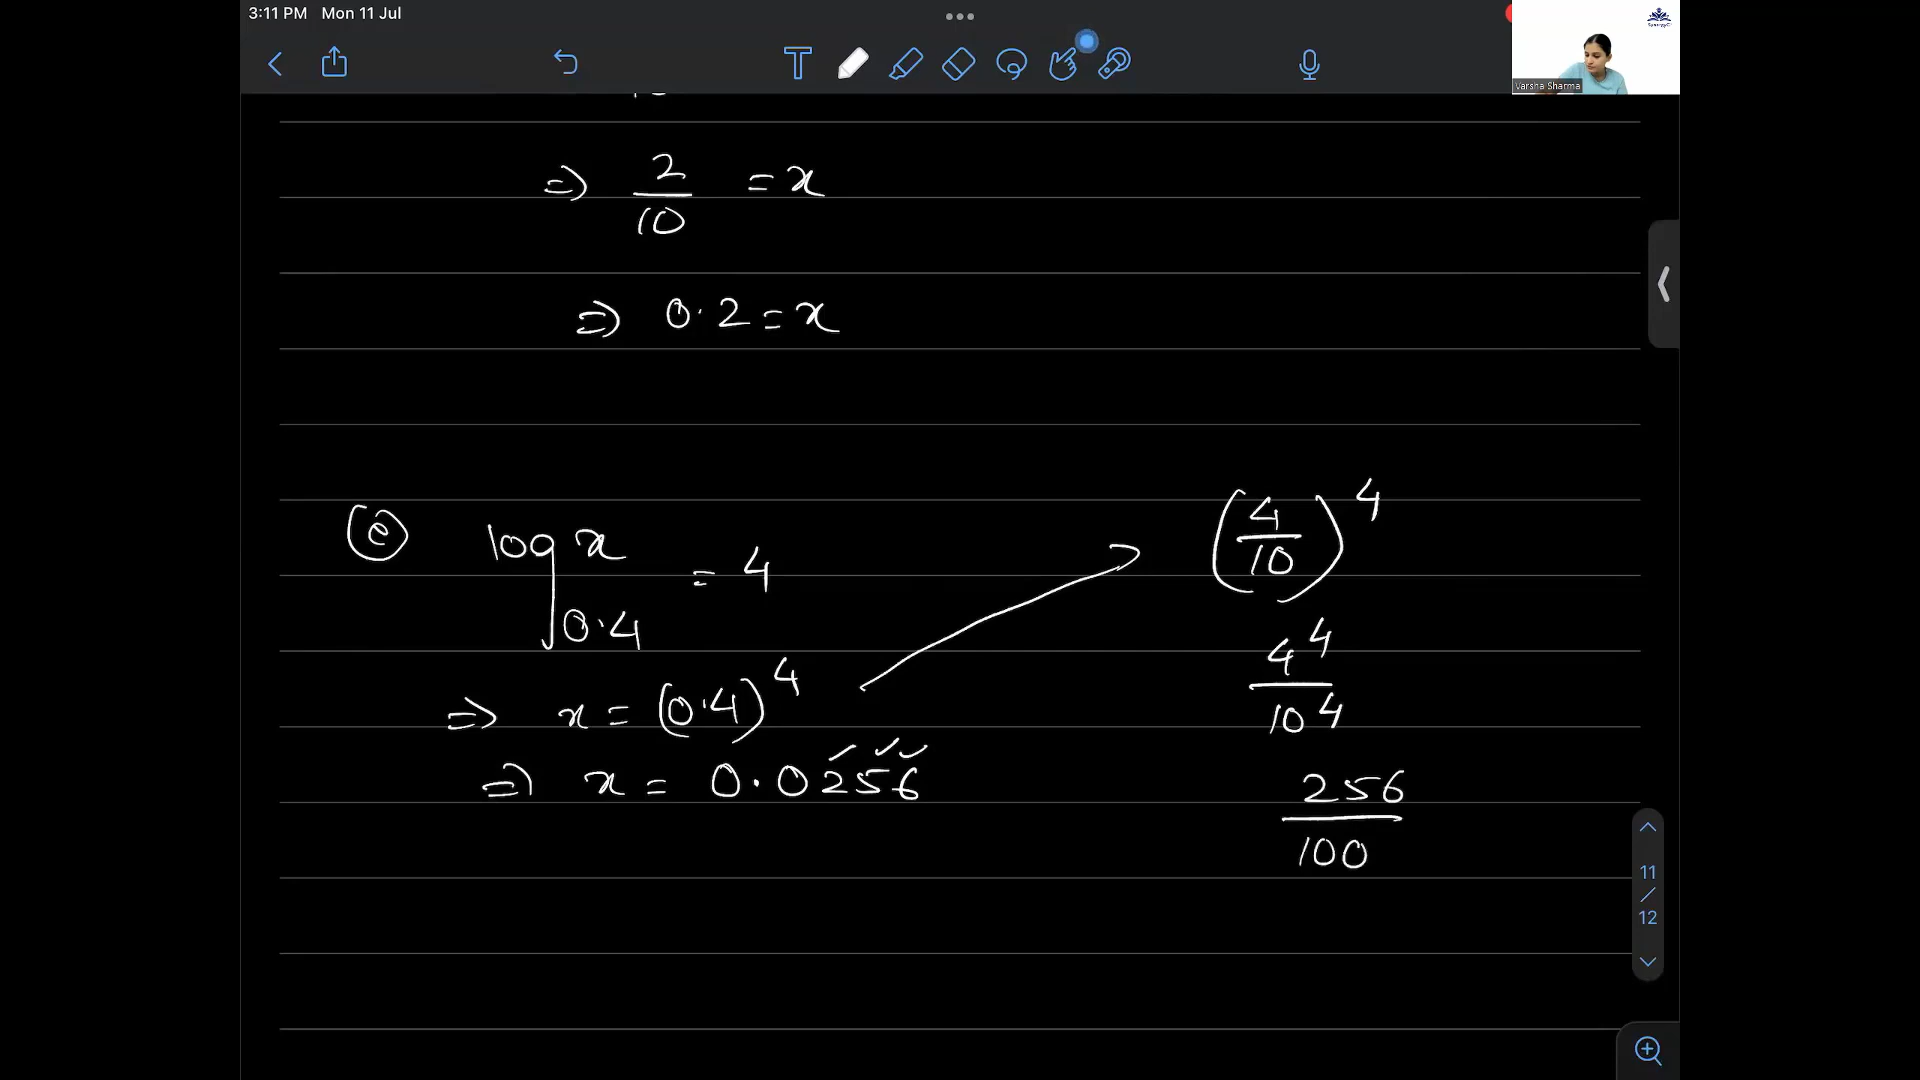 3:11 PM Mon 11 Jul
T
SynergyCI
Varsha Sharma
⇒ 2/10 = x
⇒ 0.2 = x
(e) log_0.4 x = 4
⇒ x = (0.4)^4
⇒ x = 0.0256
(4/10)^4
4^4/10^4
256/100
11
/
12